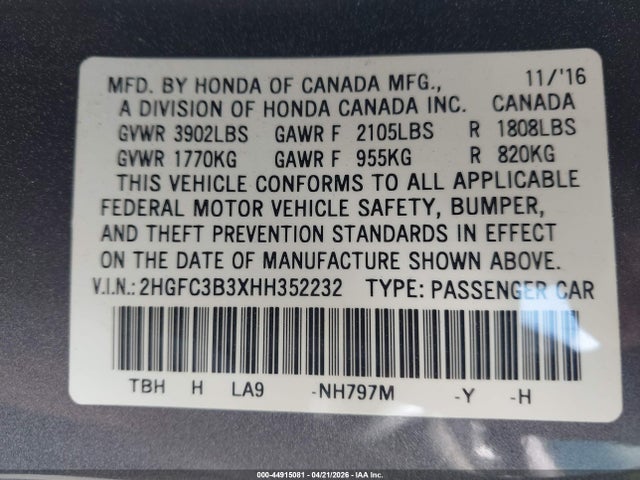 MFD. BY HONDA OF CANADA MFG., 11/'16
A DIVISION OF HONDA CANADA INC. CANADA
GVWR 3902LBS GAWR F 2105LBS R 1808LBS
GVWR 1770KG GAWR F 955KG R 820KG
THIS VEHICLE CONFORMS TO ALL APPLICABLE
FEDERAL MOTOR VEHICLE SAFETY, BUMPER,
AND THEFT PREVENTION STANDARDS IN EFFECT
ON THE DATE OF MANUFACTURE SHOWN ABOVE.
V.I.N.: 2HGFC3B3XHH352232 TYPE: PASSENGER CAR
TBH H LA9 -NH797M -Y -H
000-44915081 - 04/21/2026 - IAA Inc.